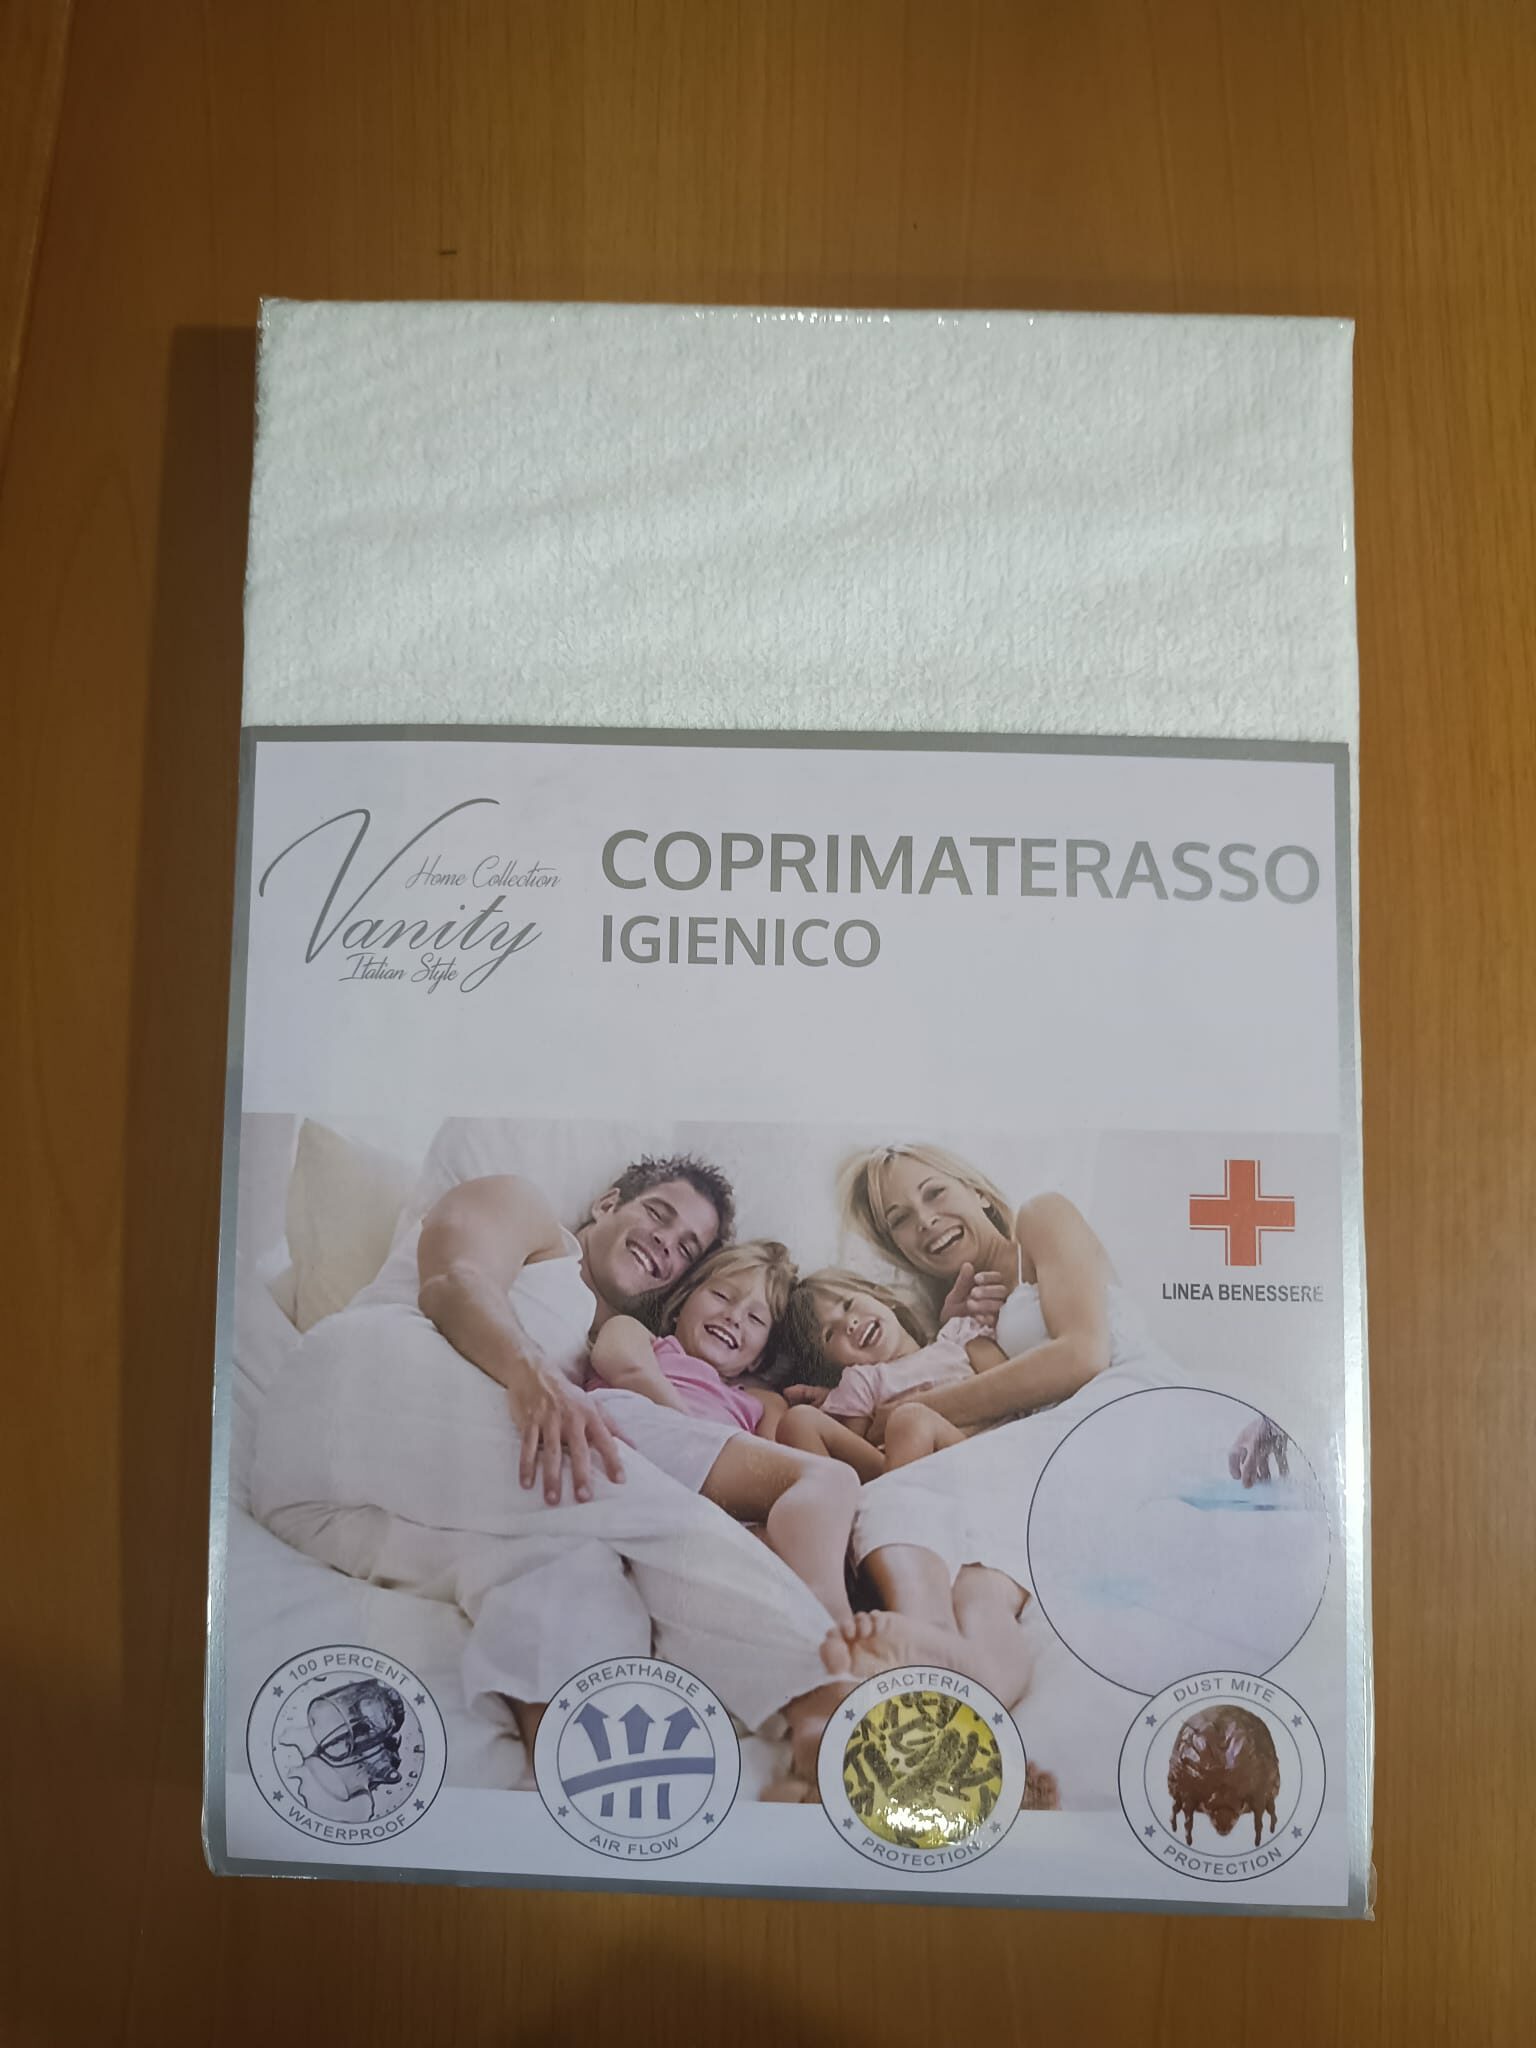 Vanity
Home Collection
Italian Style
COPRIMATERASSO
IGIENICO
LINEA BENESSERE
100 PERCENT
WATERPROOF
BREATHABLE
AIR FLOW
BACTERIA
PROTECTION
DUST MITE
PROTECTION